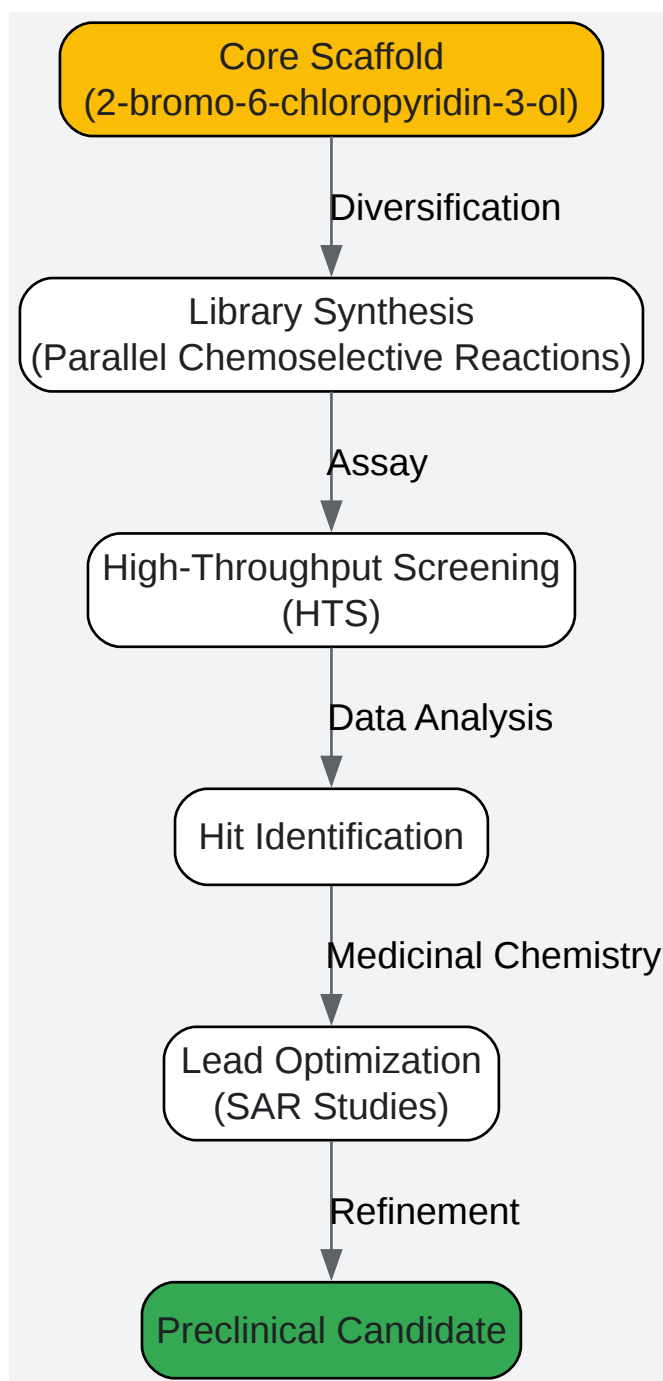 Core Scaffold
(2-bromo-6-chloropyridin-3-ol)
Diversification
Library Synthesis
(Parallel Chemoselective Reactions)
Assay
High-Throughput Screening
(HTS)
Data Analysis
Hit Identification
Medicinal Chemistry
Lead Optimization
(SAR Studies)
Refinement
Preclinical Candidate